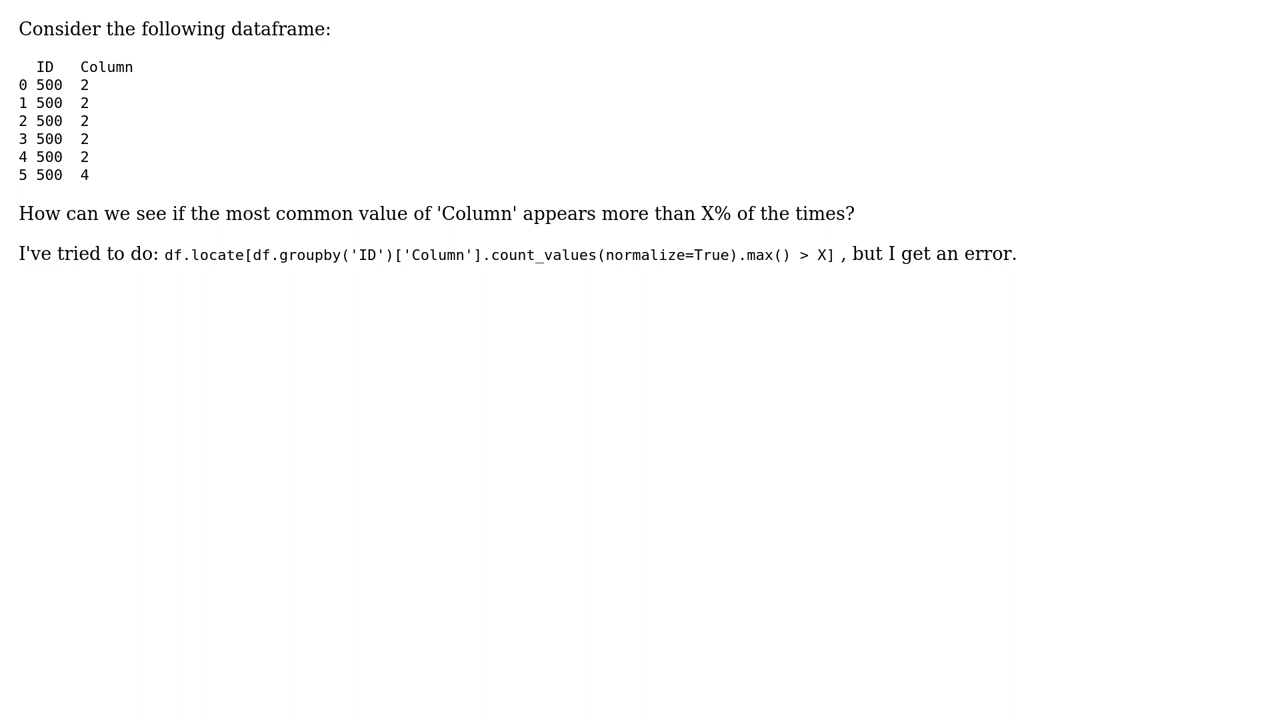 Consider the following dataframe:
ID Column
0 500 2
1 500 2
2 500 2
3 500 2
4 500 2
5 500 4
How can we see if the most common value of 'Column' appears more than X% of the times?
I've tried to do: df.locate[df.groupby('ID')['Column'].count_values(normalize=True).max() > X] , but I get an error.